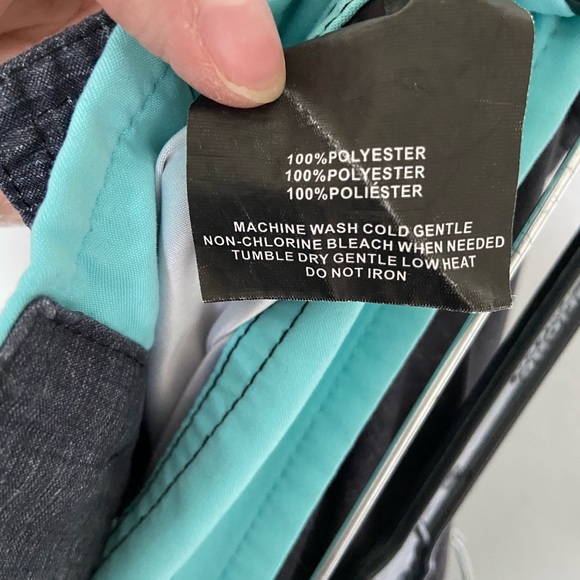 100%POLYESTER
100%POLYESTER
100%POLIÉSTER
MACHINE WASH COLD GENTLE
NON-CHLORINE BLEACH WHEN NEEDED
TUMBLE DRY GENTLE LOW HEAT
DO NOT IRON